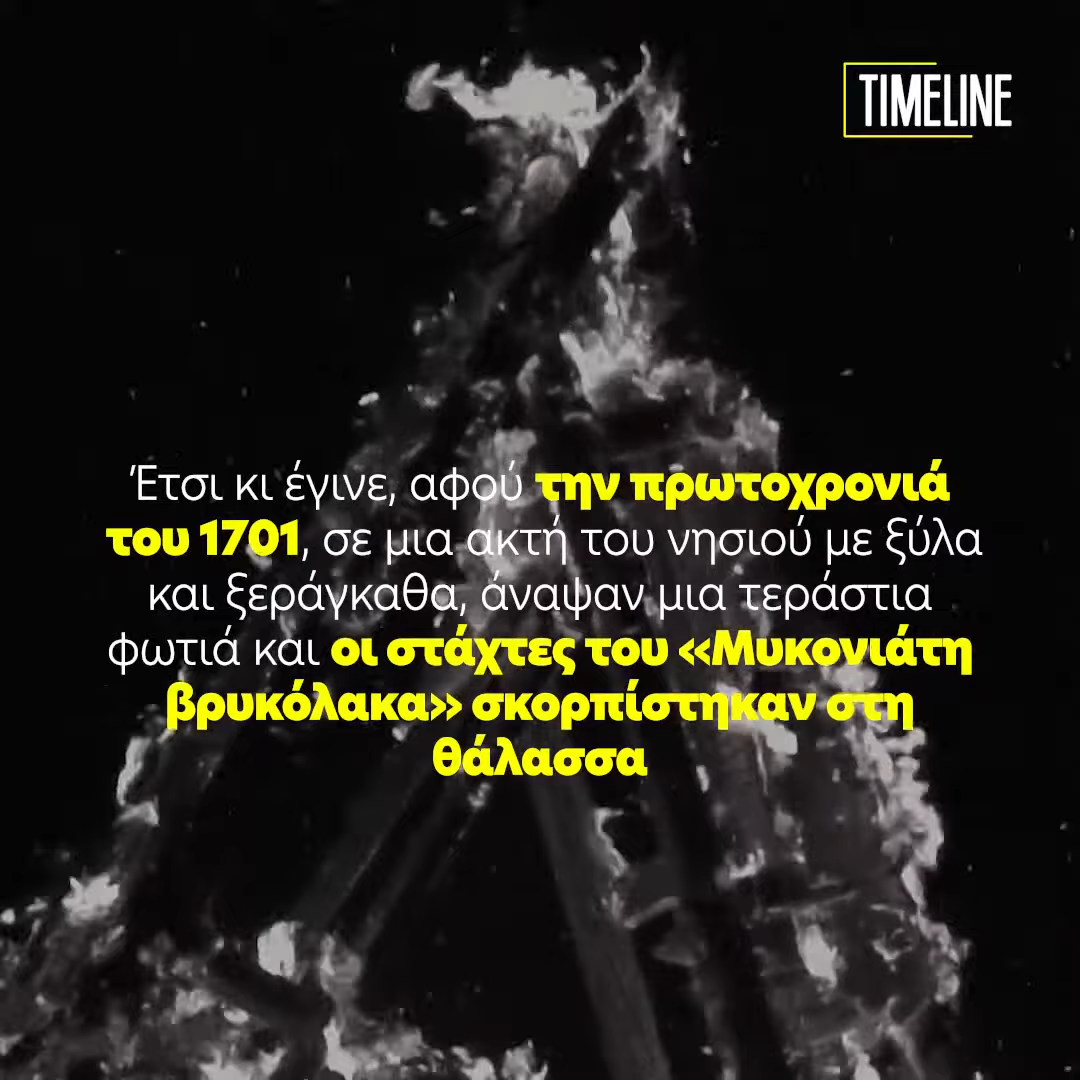 TIMELINE
Έτσι κι έγινε, αφού την πρωτοχρονιά
του 1701, σε μια ακτή του νησιού με ξύλα
και ξεράγκαθα, άναψαν μια τεράστια
φωτιά και οι στάχτες του «Μυκονιάτη
βρυκόλακα» σκορπίστηκαν στη
θάλασσα